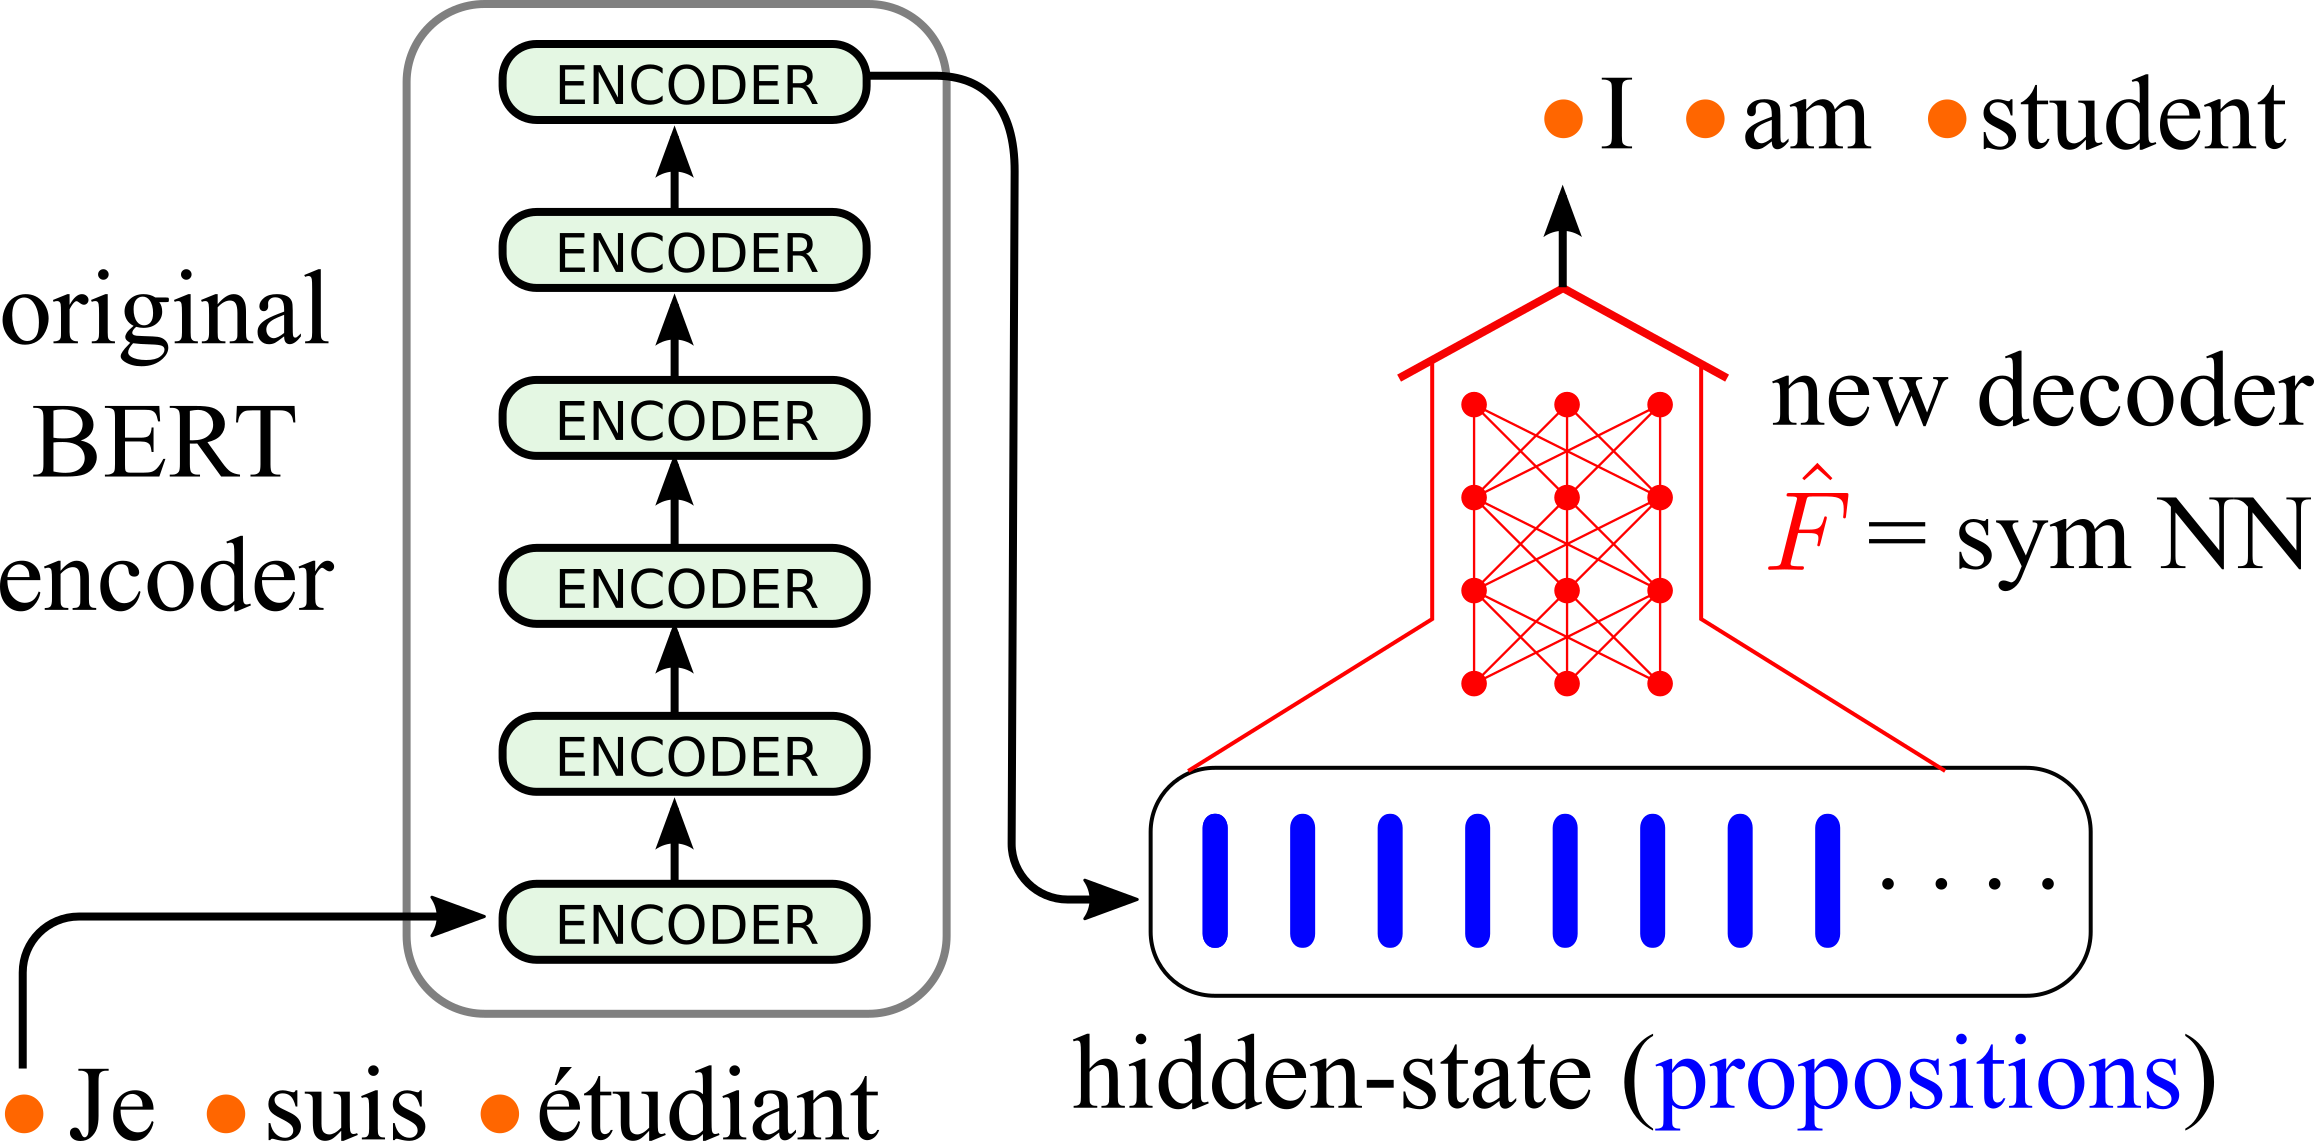 original
BERT
encoder
ENCODER
ENCODER
ENCODER
ENCODER
ENCODER
ENCODER
• Je • suis • étudiant
• I • am • student
new decoder
F̂ = sym NN
. . . .
hidden-state (propositions)